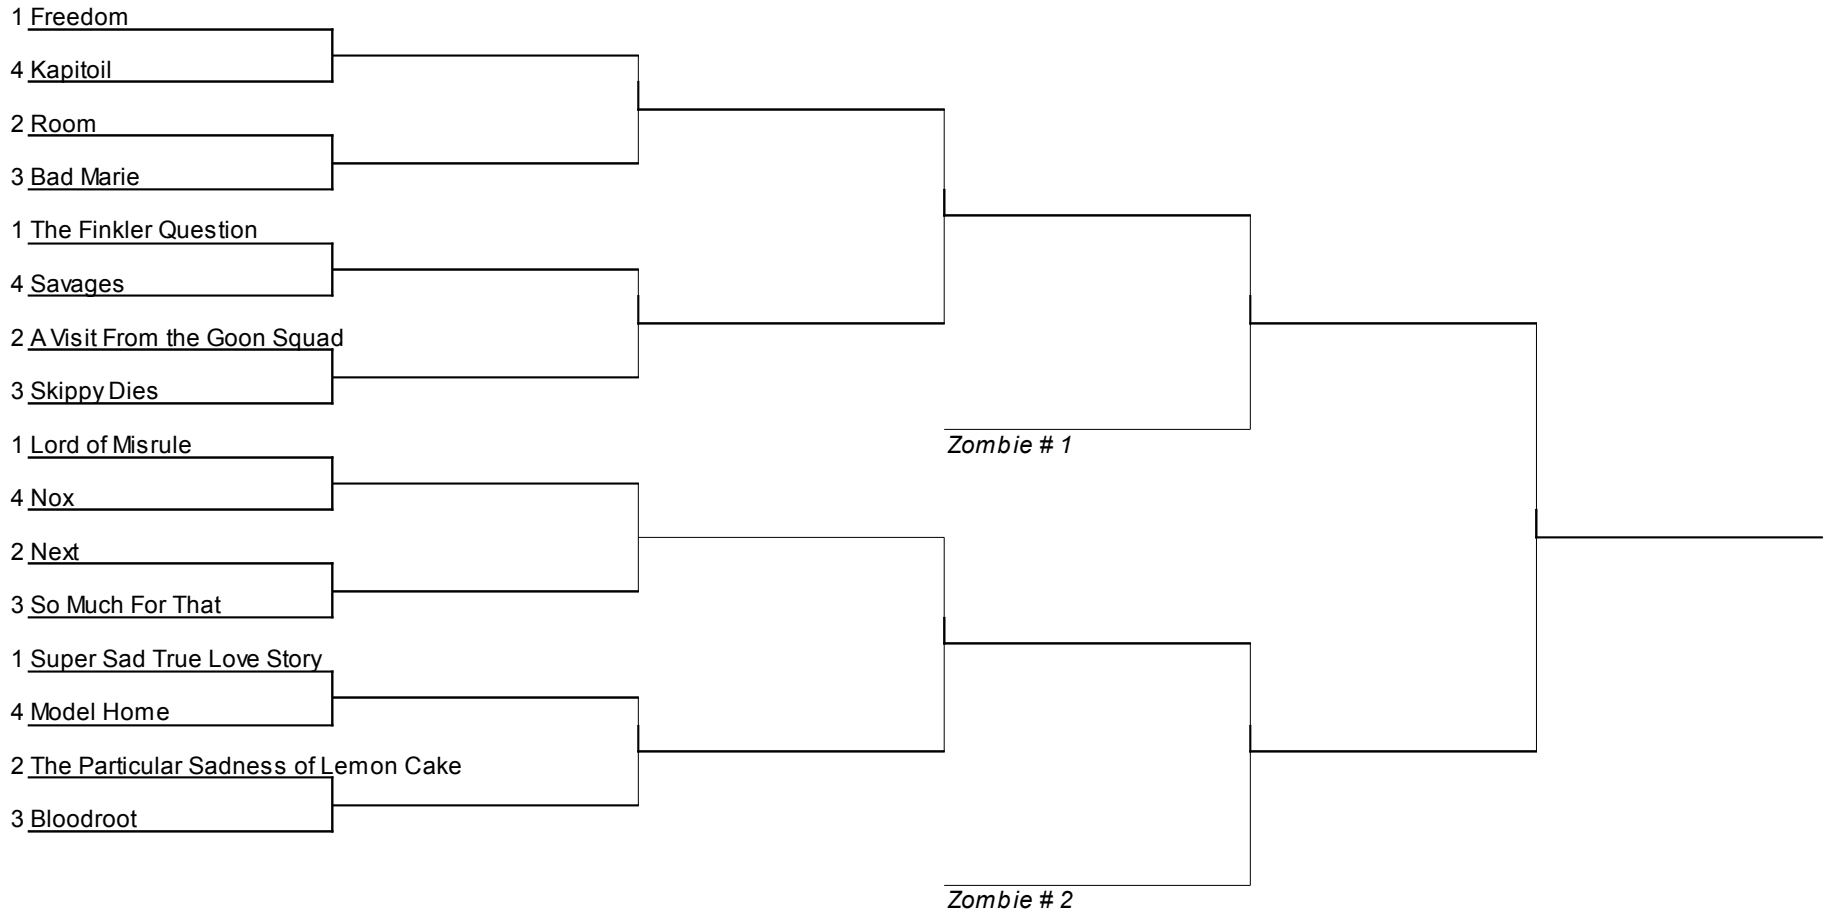 1 Freedom
4 Kapitoil
2 Room
3 Bad Marie
1 The Finkler Question
4 Savages
2 A Visit From the Goon Squad
3 Skippy Dies
1 Lord of Misrule
Zombie # 1
4 Nox
2 Next
3 So Much For That
1 Super Sad True Love Story
4 Model Home
2 The Particular Sadness of Lemon Cake
3 Bloodroot
Zombie # 2